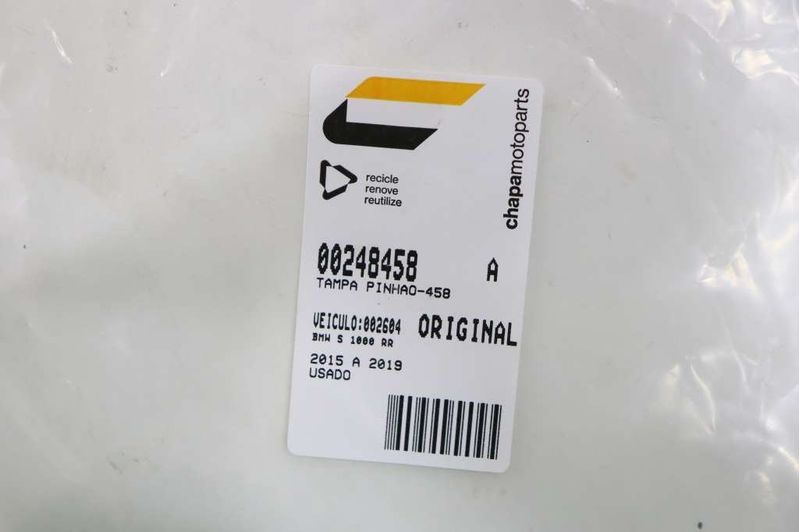 chapamotoparts
recicle
renove
reutilize
00248458 A
TAMPA PINHAO-458
VEICULO:002604 ORIGINAL
BMW S 1000 RR
2015 A 2019
USADO